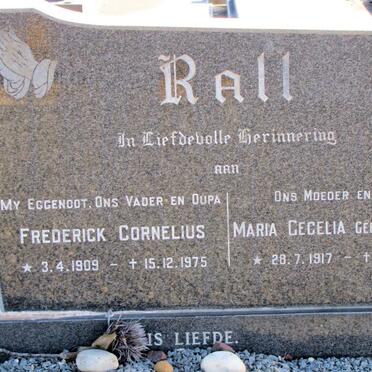 Rall
In Liefdevolle Herinnering
aan
My Eggenoot, Ons Vader en Oupa
Frederick Cornelius
* 3.4.1909 - † 15.12.1975
Ons Moeder en
Maria Cecelia
* 28.7.1917 - †
is Liefde.